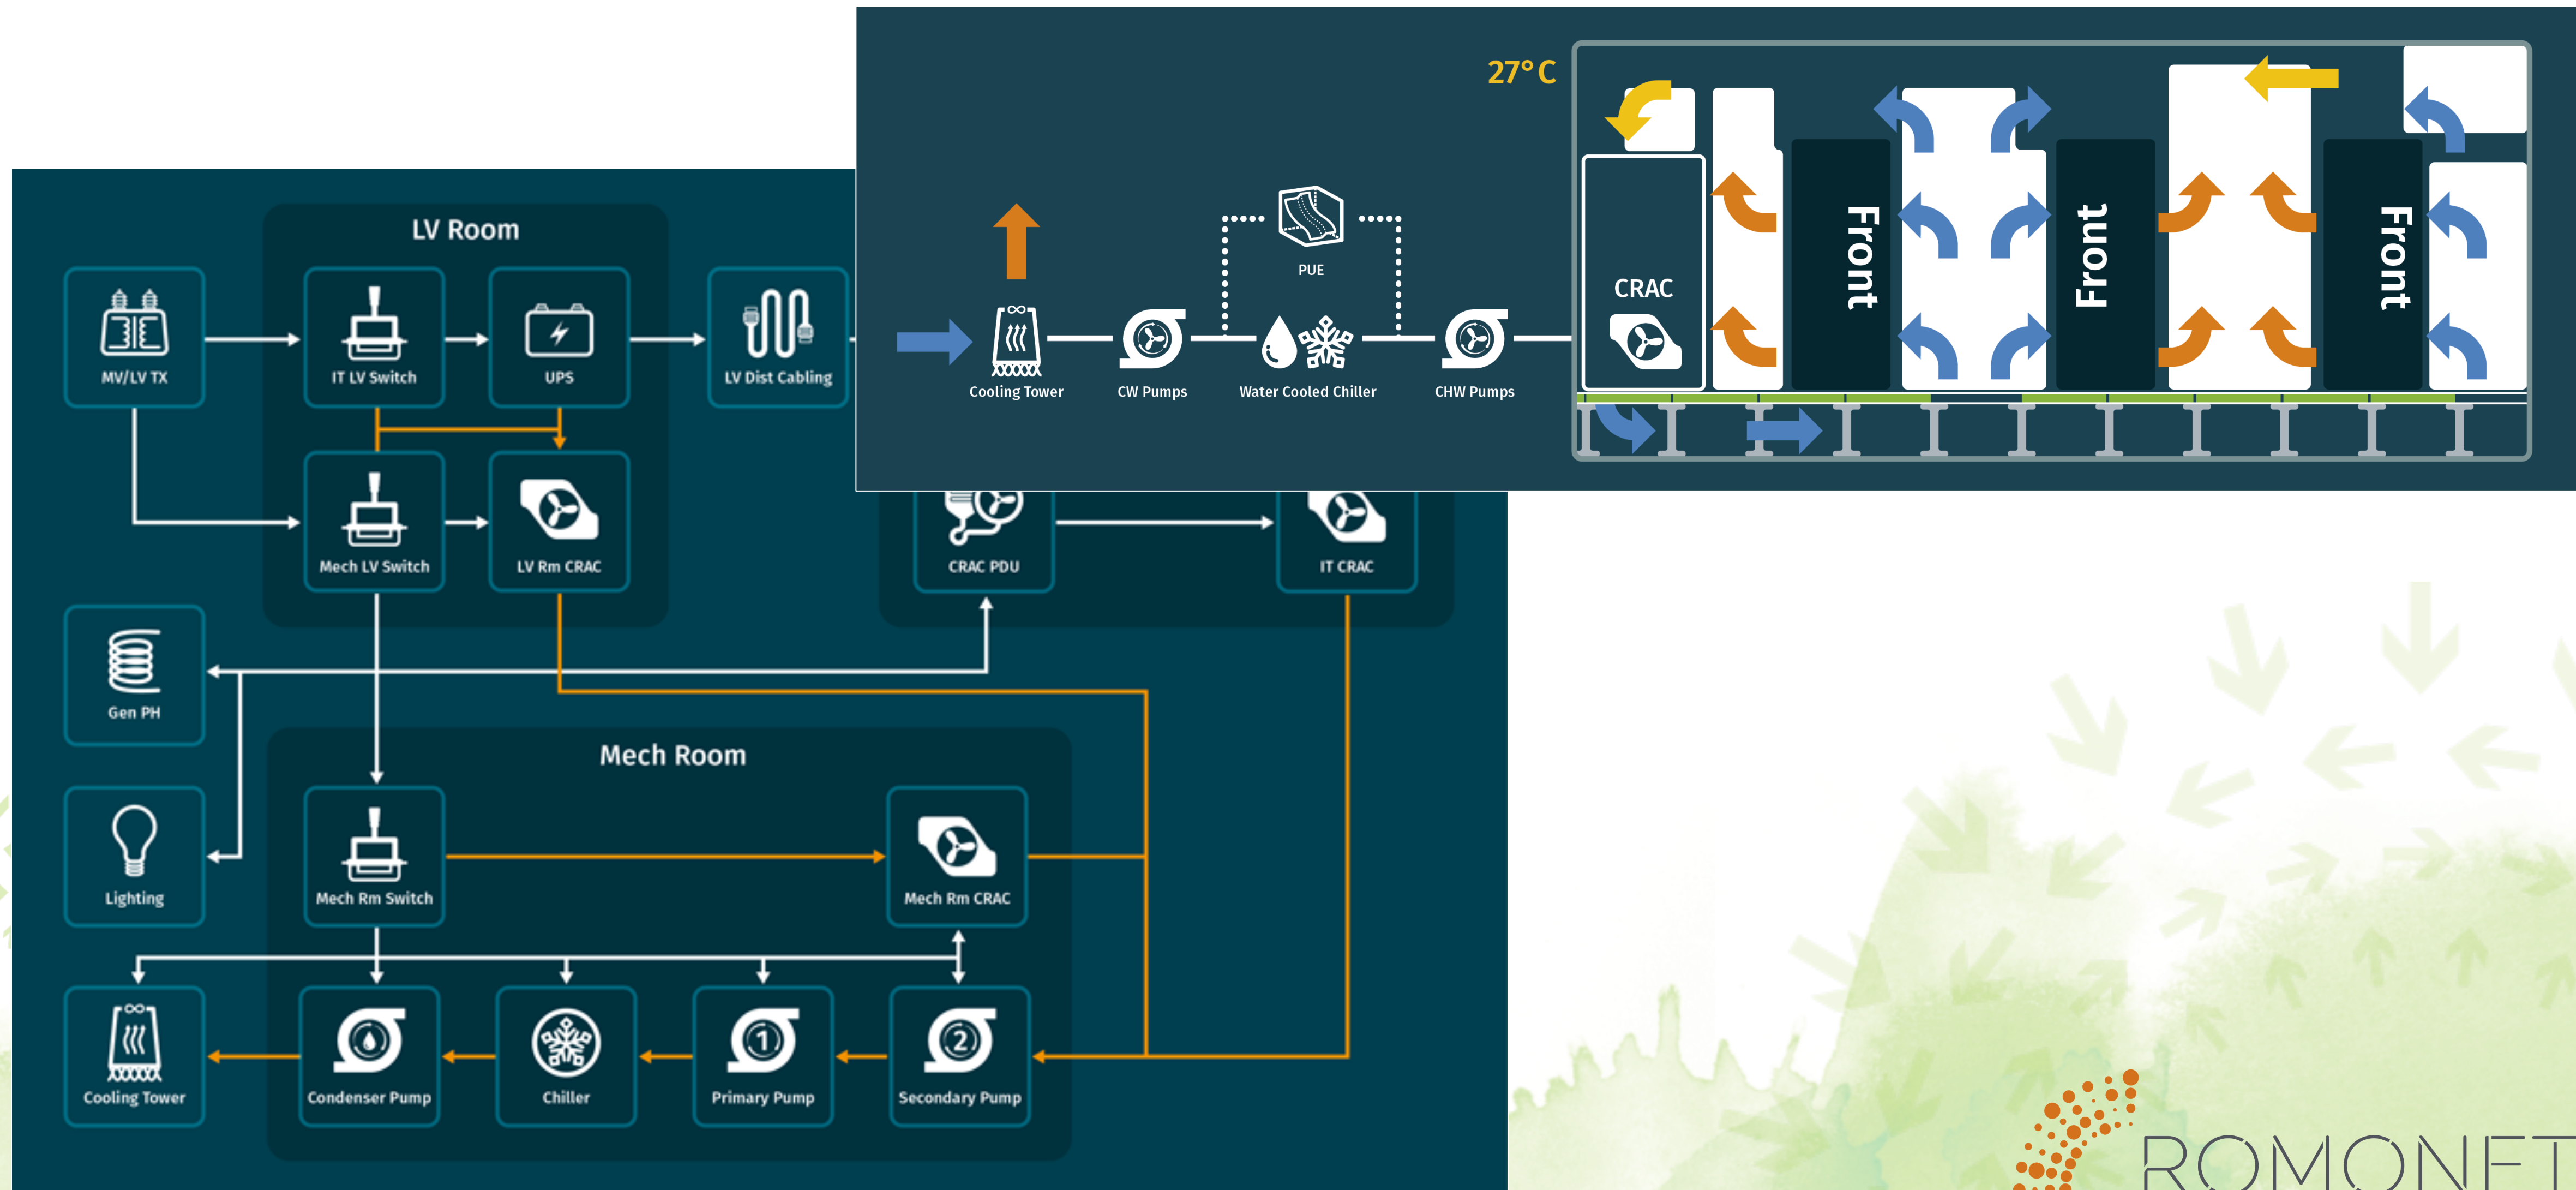 27°C
PUE
Cooling Tower
CW Pumps
Water Cooled Chiller
CHW Pumps
CRAC
Front
Front
Front
LV Room
MV/LV TX
IT LV Switch
UPS
LV Dist Cabling
Mech LV Switch
LV Rm CRAC
CRAC PDU
IT CRAC
Gen PH
Mech Room
Lighting
Mech Rm Switch
Mech Rm CRAC
1
2
Cooling Tower
Condenser Pump
Chiller
Primary Pump
Secondary Pump
ROMONET